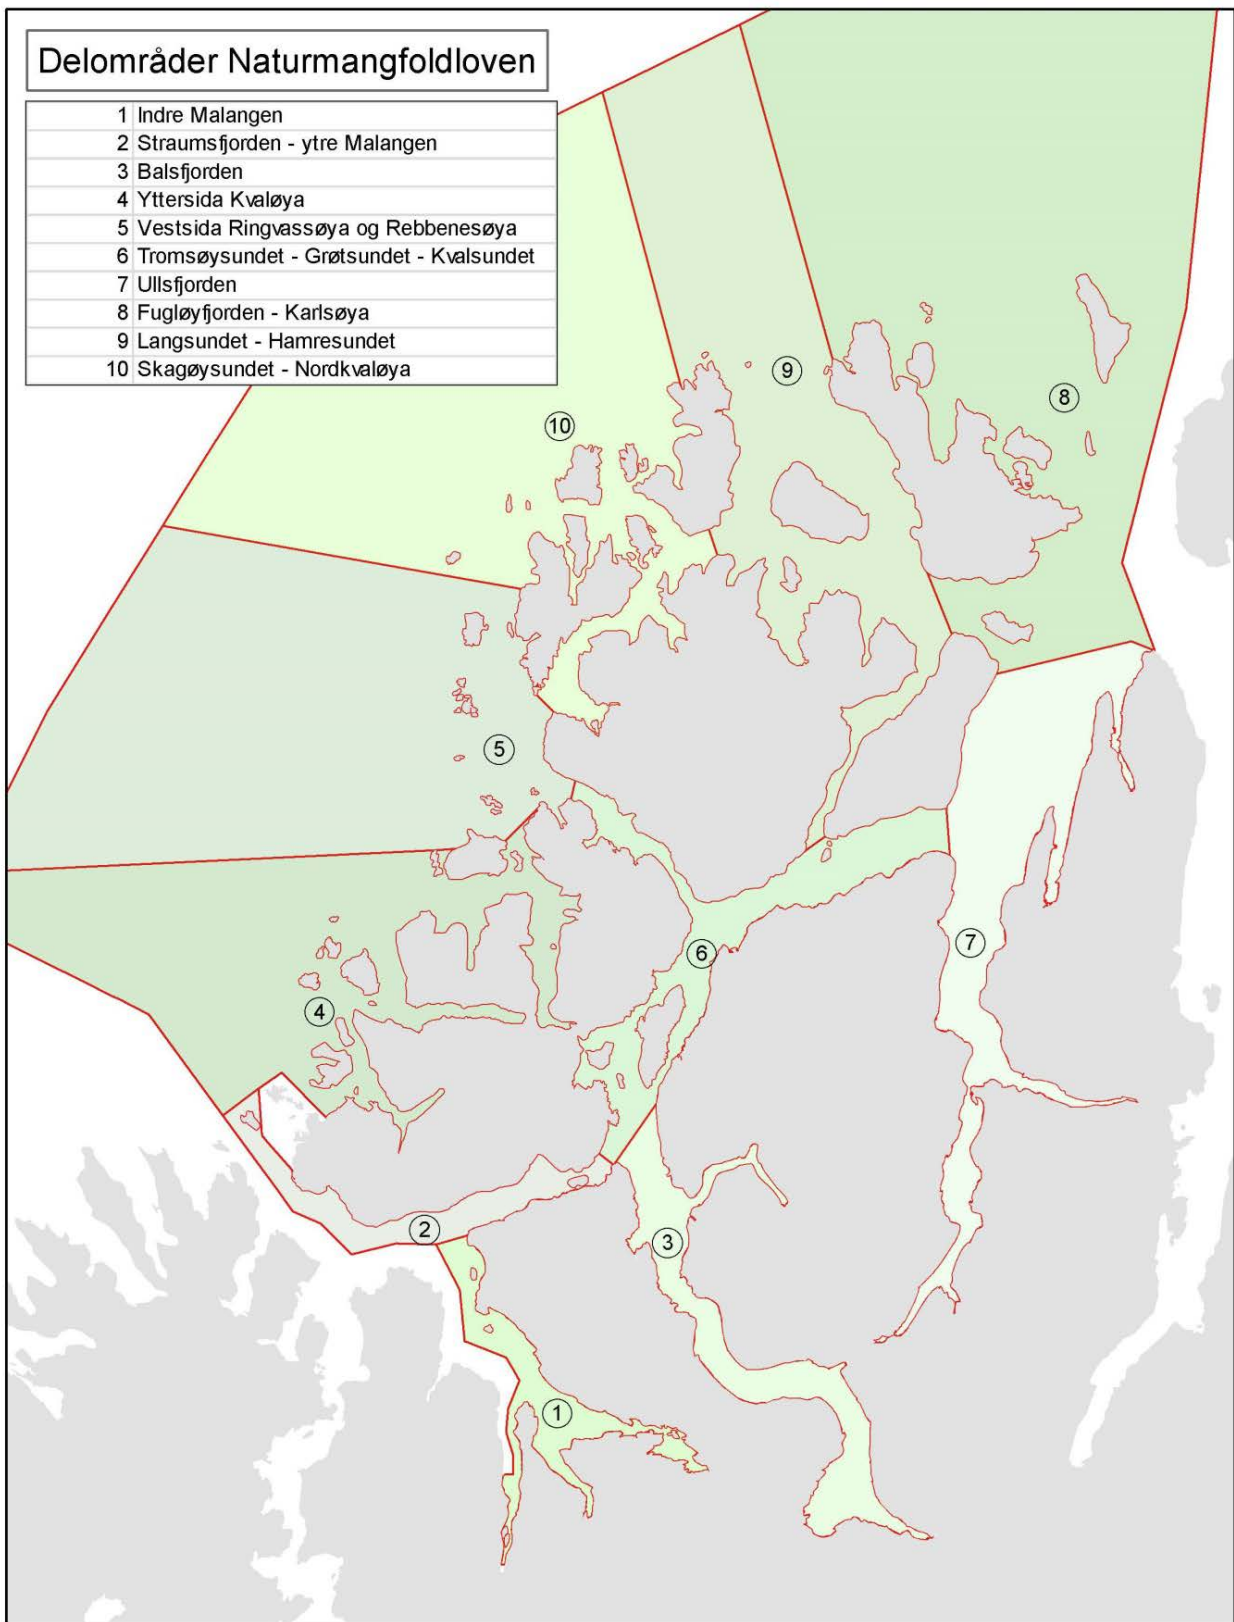 Delområder Naturmangfoldloven
1 Indre Malangen
2 Straumsfjorden - ytre Malangen
3 Balsfjorden
4 Yttersida Kvaløya
5 Vestsida Ringvassøya og Rebbenesøya
6 Tromsøysundet - Grøtsundet - Kvalsundet
7 Ullsfjorden
8 Fugløyfjorden - Karlsøya
9 Langsundet - Hamresundet
10 Skagøysundet - Nordkvaløya
9
8
10
5
7
6
4
2
3
1